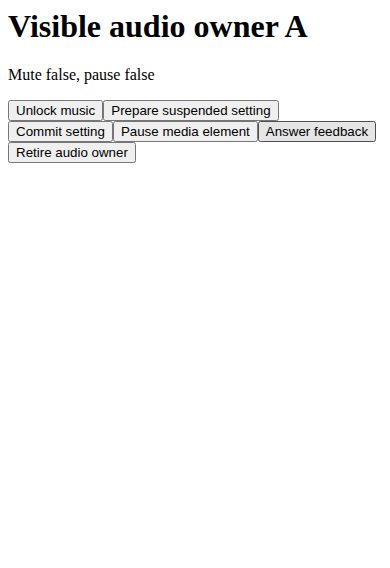 Visible audio owner A
Mute false, pause false
Unlock music Prepare suspended setting
Commit setting Pause media element Answer feedback
Retire audio owner